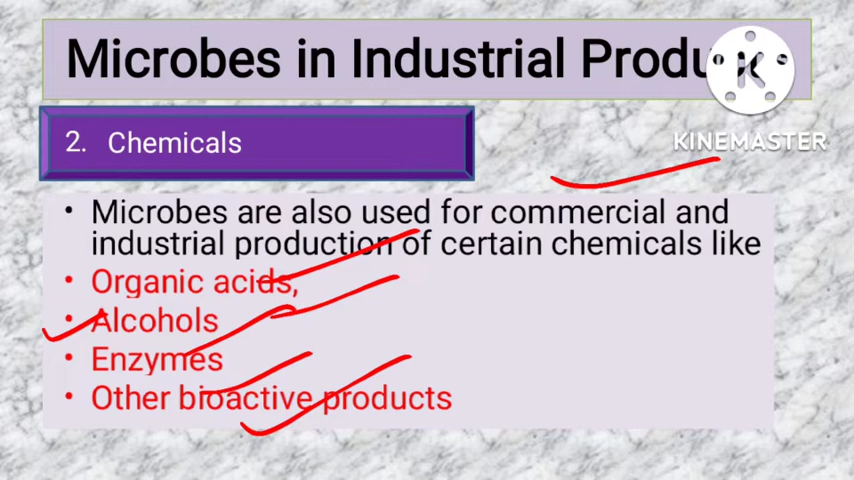 Microbes in Industrial Produ
KINEMASTER
2. Chemicals
• Microbes are also used for commercial and
industrial production of certain chemicals like
• Organic acids,
• Alcohols
• Enzymes
• Other bioactive products